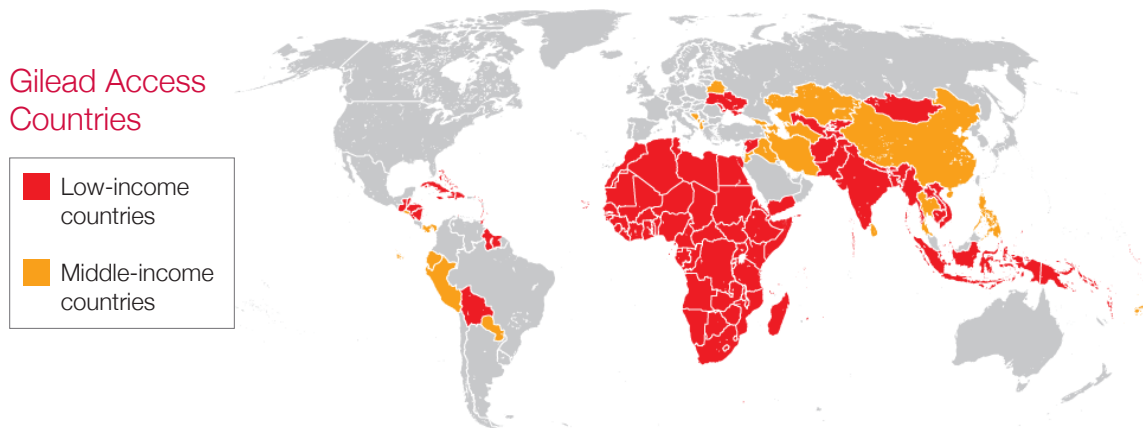 Gilead Access
Countries
Low-income
countries
Middle-income
countries